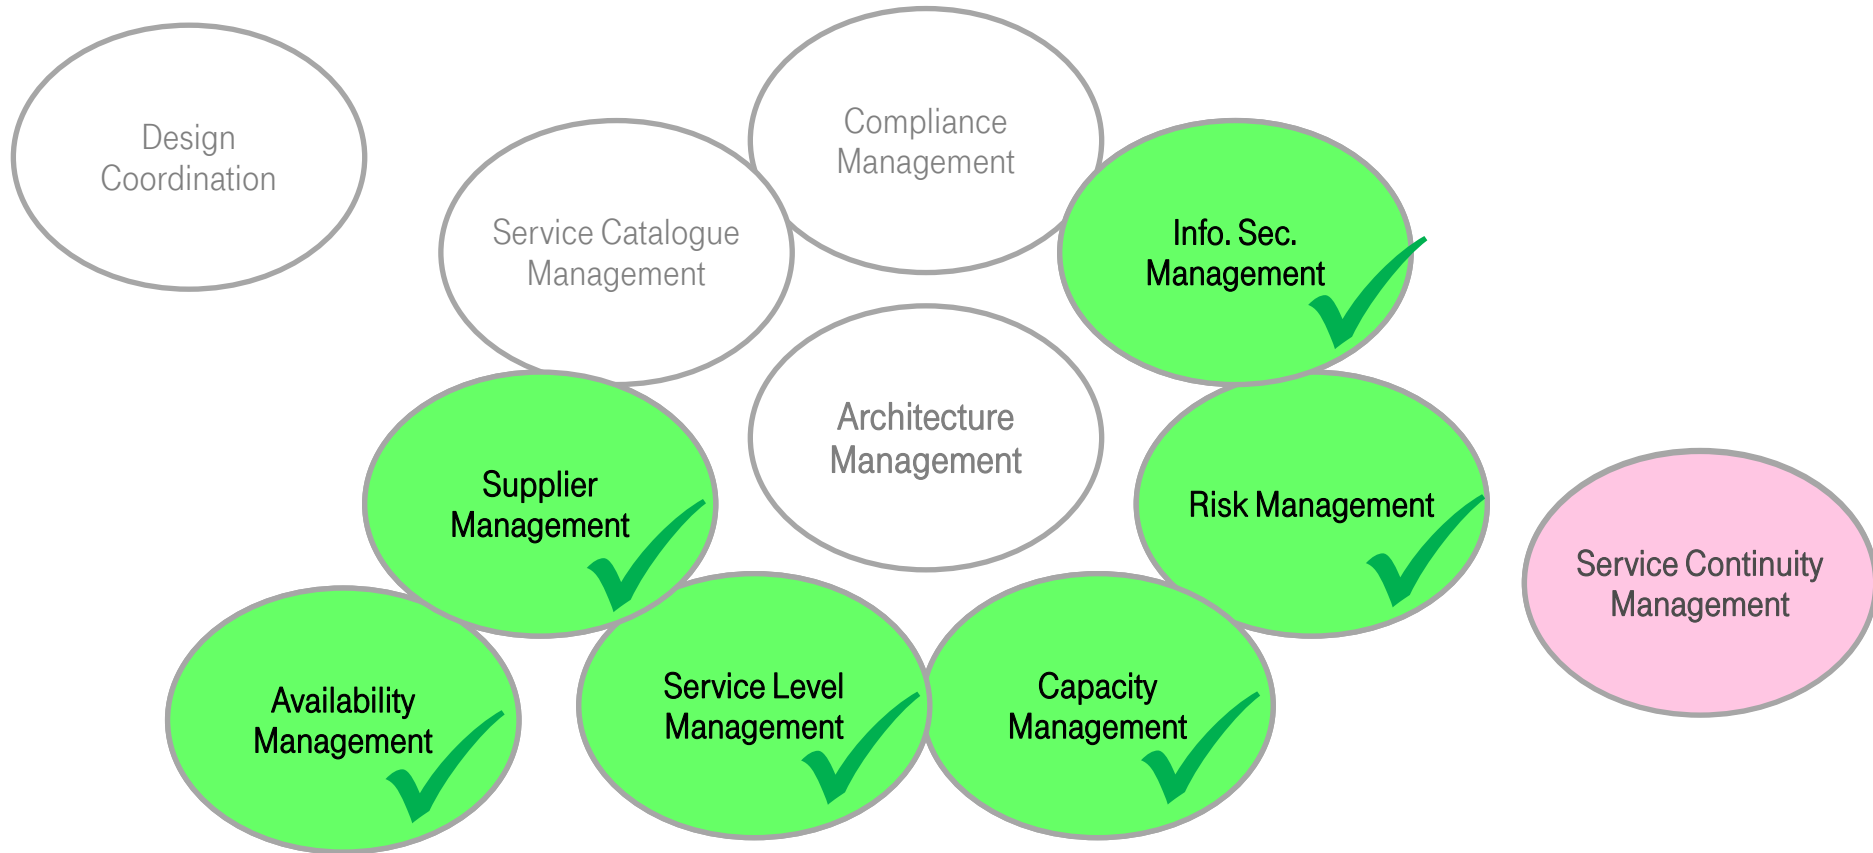 Design
Coordination
Compliance
Management
Service Catalogue
Management
Info. Sec.
Management
Architecture
Management
Supplier
Management
Risk Management
Service Continuity
Management
Availability
Management
Service Level
Management
Capacity
Management